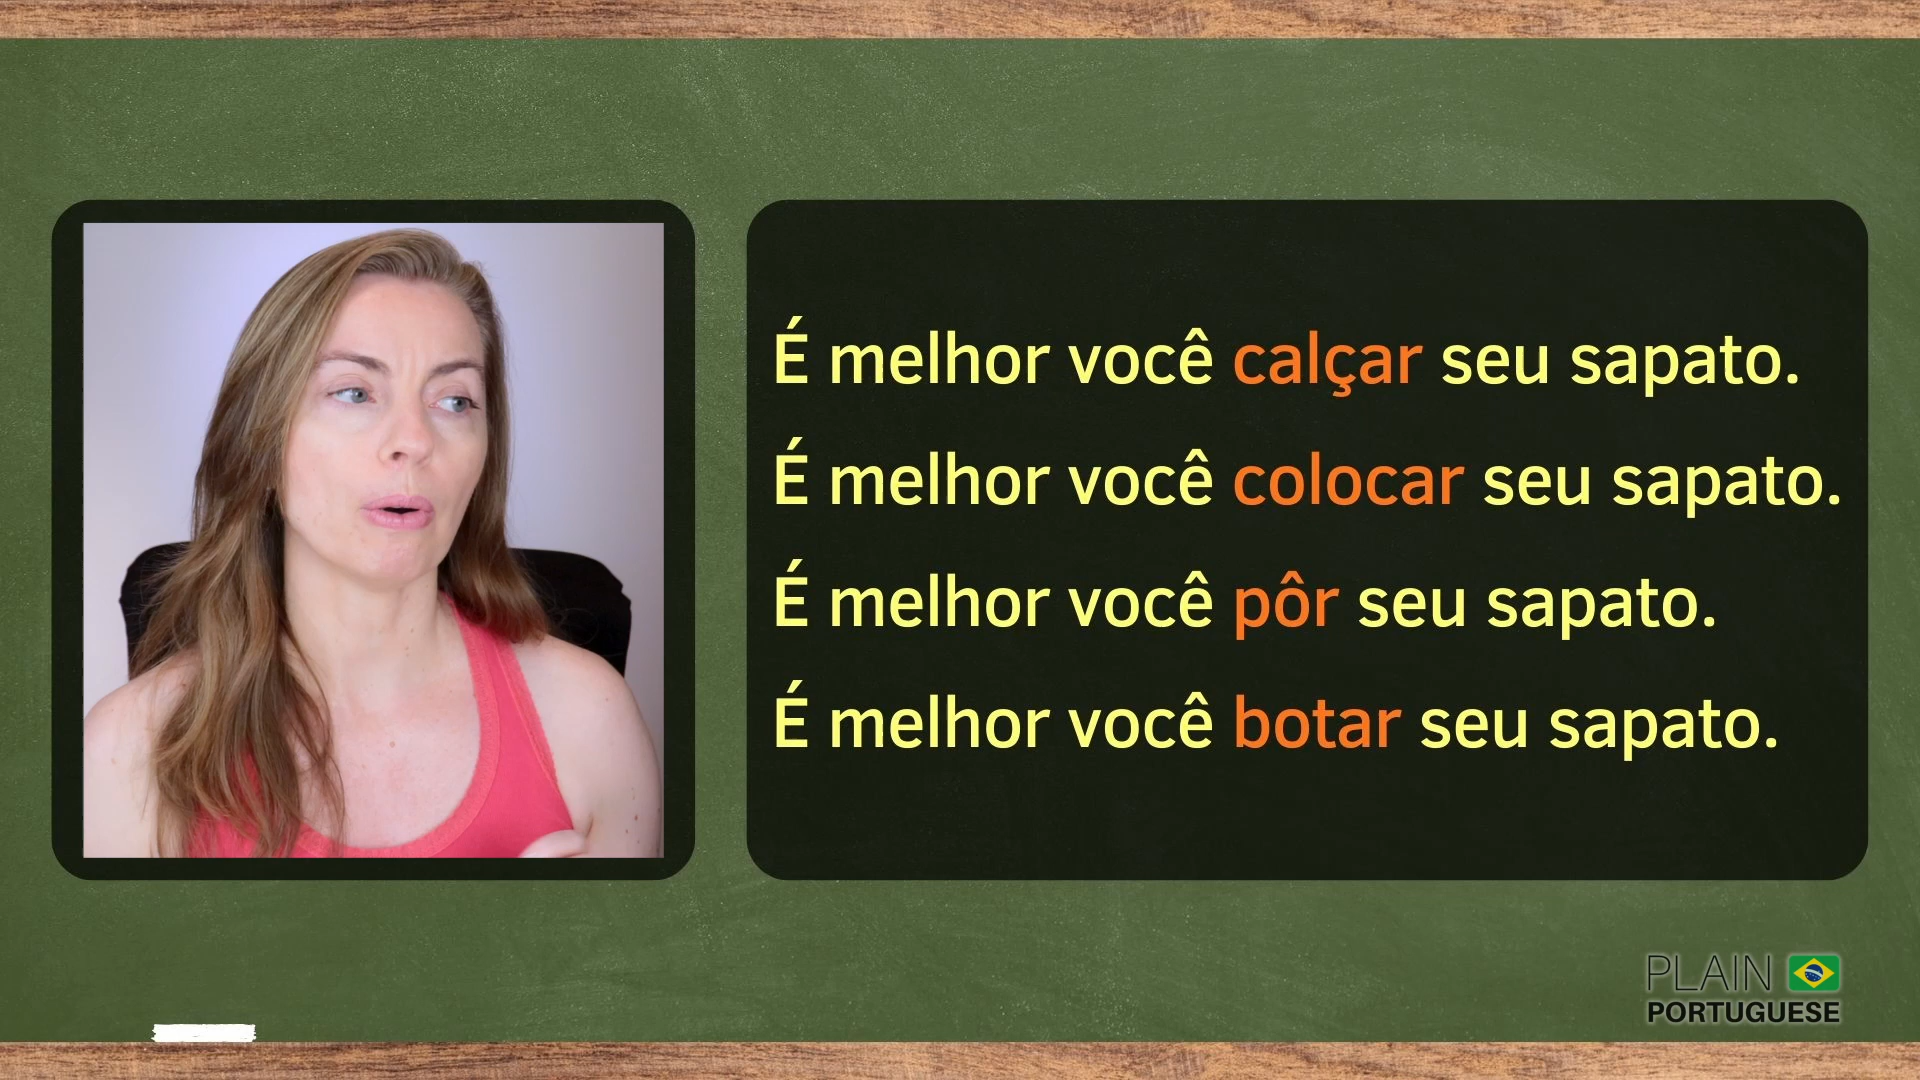 É melhor você calçar seu sapato.
É melhor você colocar seu sapato.
É melhor você pôr seu sapato.
É melhor você botar seu sapato.
PLAIN
PORTUGUESE